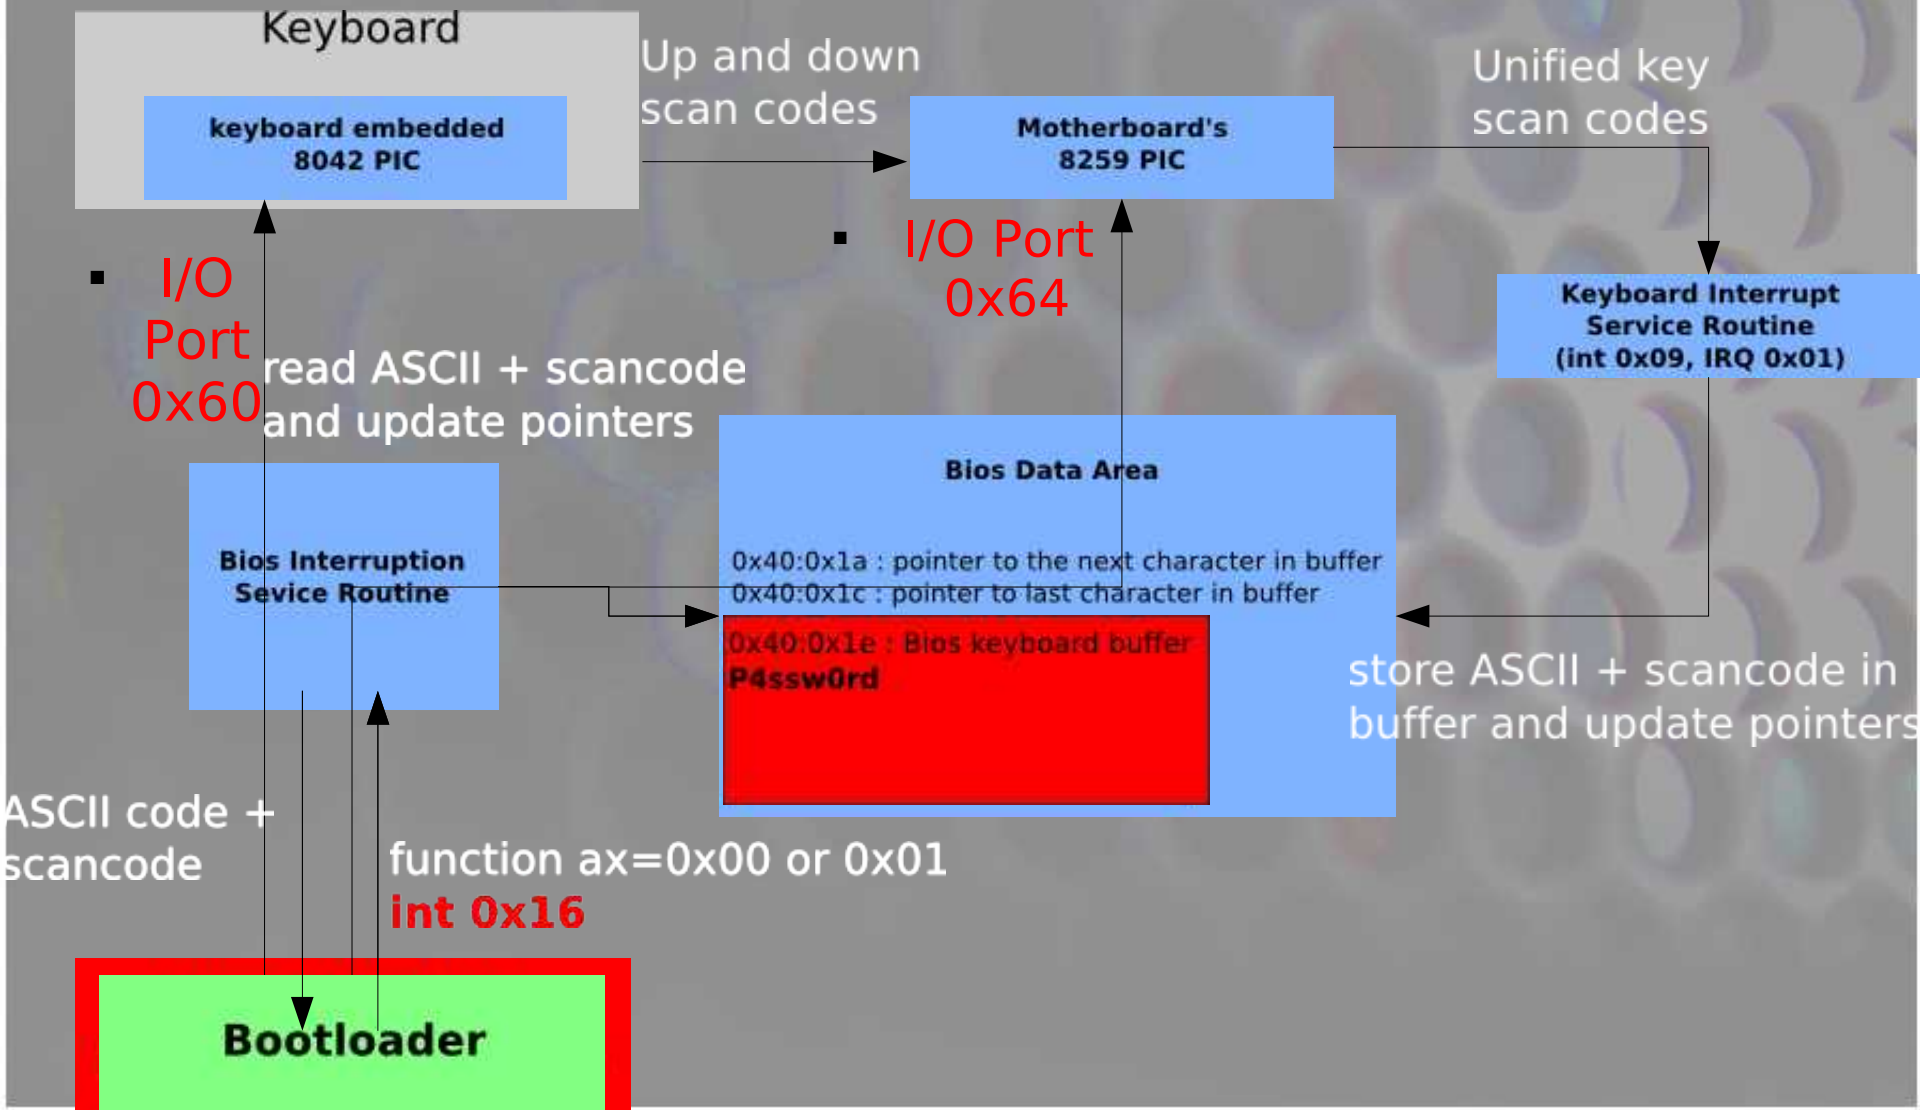 Keyboard
keyboard embedded
8042 PIC
Up and down
scan codes
Motherboard's
8259 PIC
Unified key
scan codes
▪ I/O
Port
0x60
▪ I/O Port
0x64
Keyboard Interrupt
Service Routine
(int 0x09, IRQ 0x01)
read ASCII + scancode
and update pointers
Bios Interruption
Sevice Routine
Bios Data Area
0x40:0x1a : pointer to the next character in buffer
0x40:0x1c : pointer to last character in buffer
0x40:0x1e : Bios keyboard buffer
P4ssw0rd
store ASCII + scancode in
buffer and update pointers
ASCII code +
scancode
function ax=0x00 or 0x01
int 0x16
Bootloader